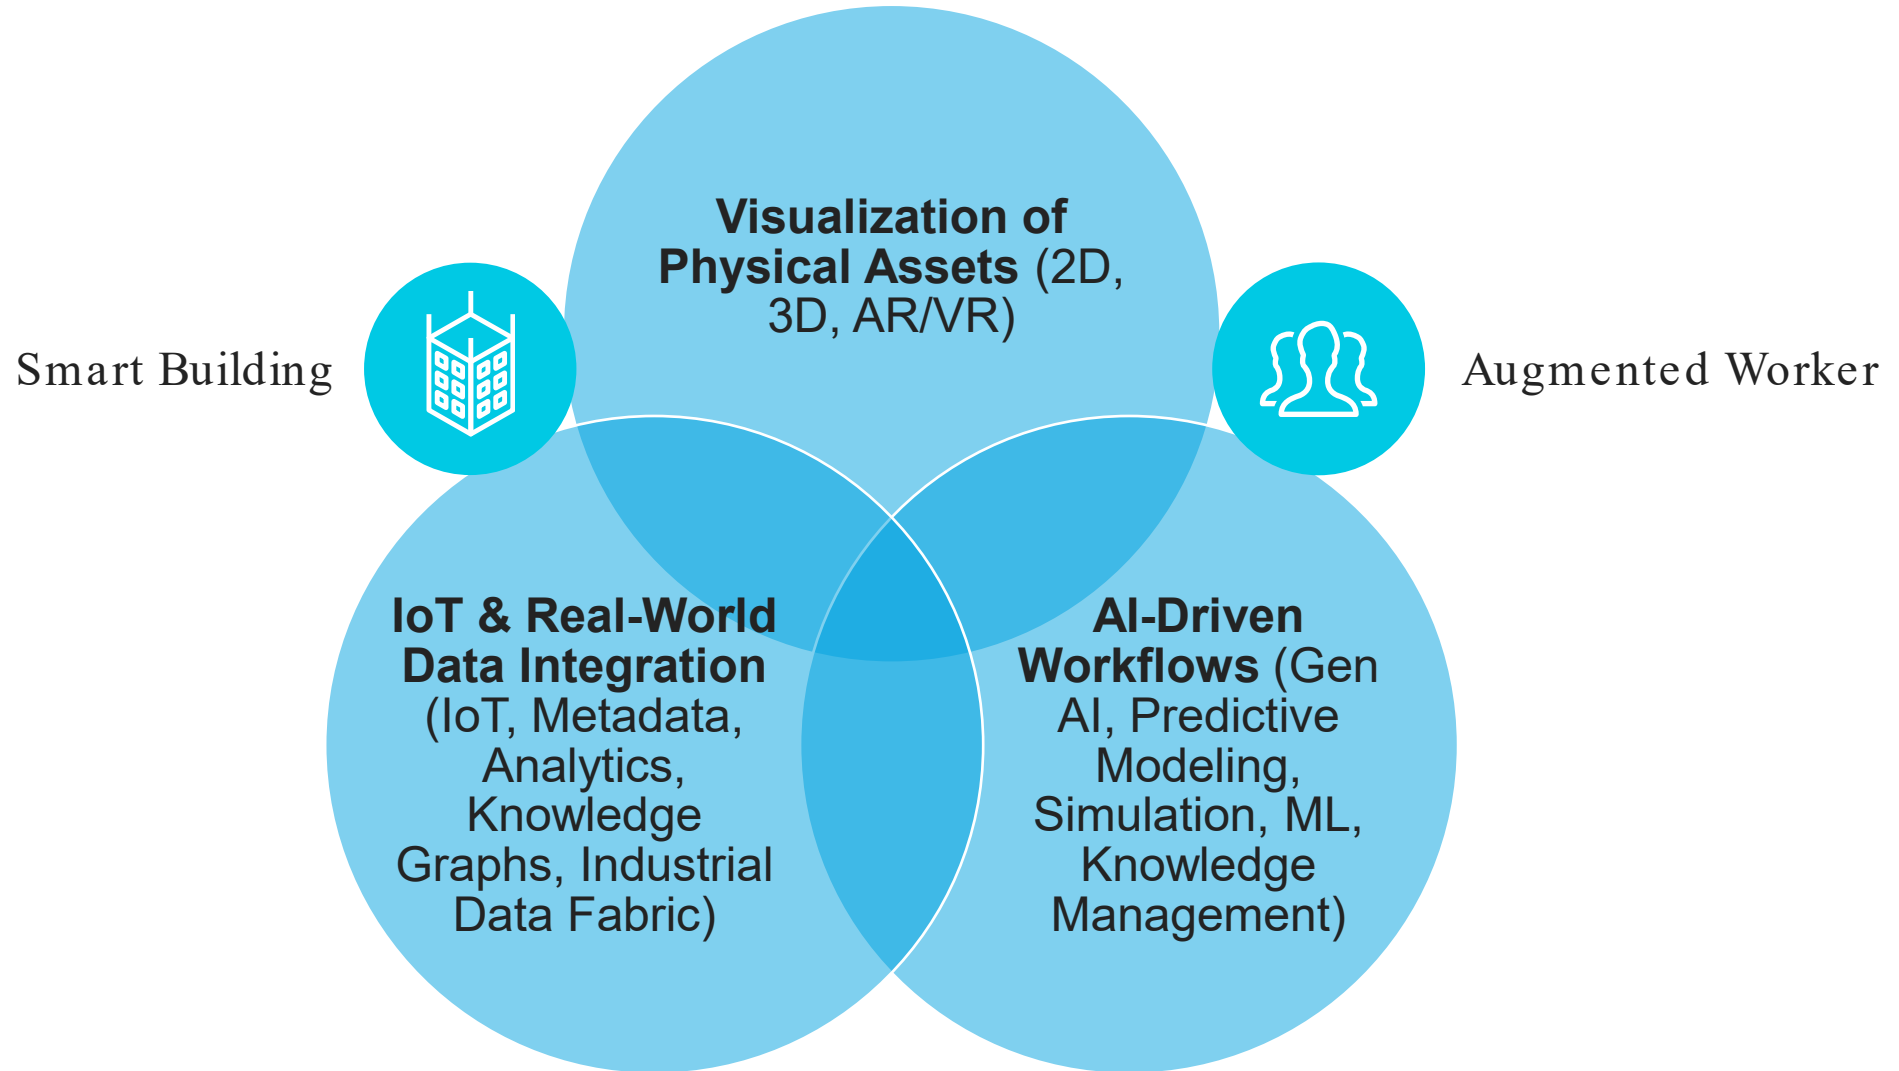 Visualization of
Physical Assets (2D,
3D, AR/VR)
Smart Building
Augmented Worker
IoT & Real-World
Data Integration
(IoT, Metadata,
Analytics,
Knowledge
Graphs, Industrial
Data Fabric)
AI-Driven
Workflows (Gen
AI, Predictive
Modeling,
Simulation, ML,
Knowledge
Management)